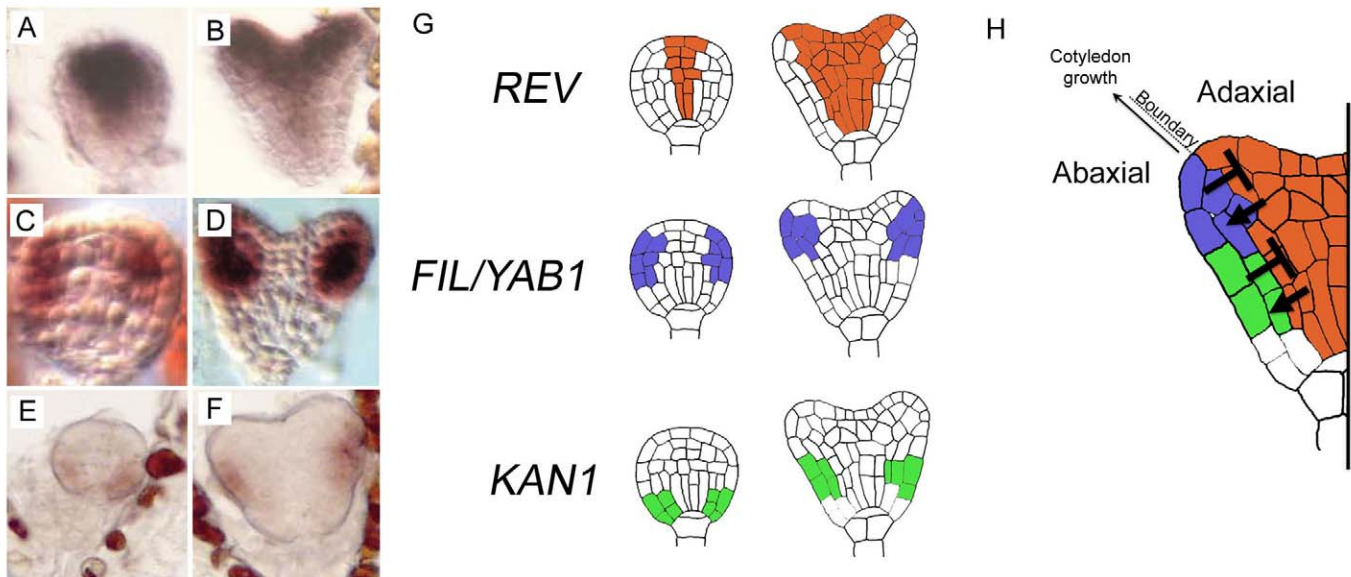 A
B
C
D
E
F
G
REV
FIL/YAB1
KAN1
H
Cotyledon
growth
Boundary
Adaxial
Abaxial